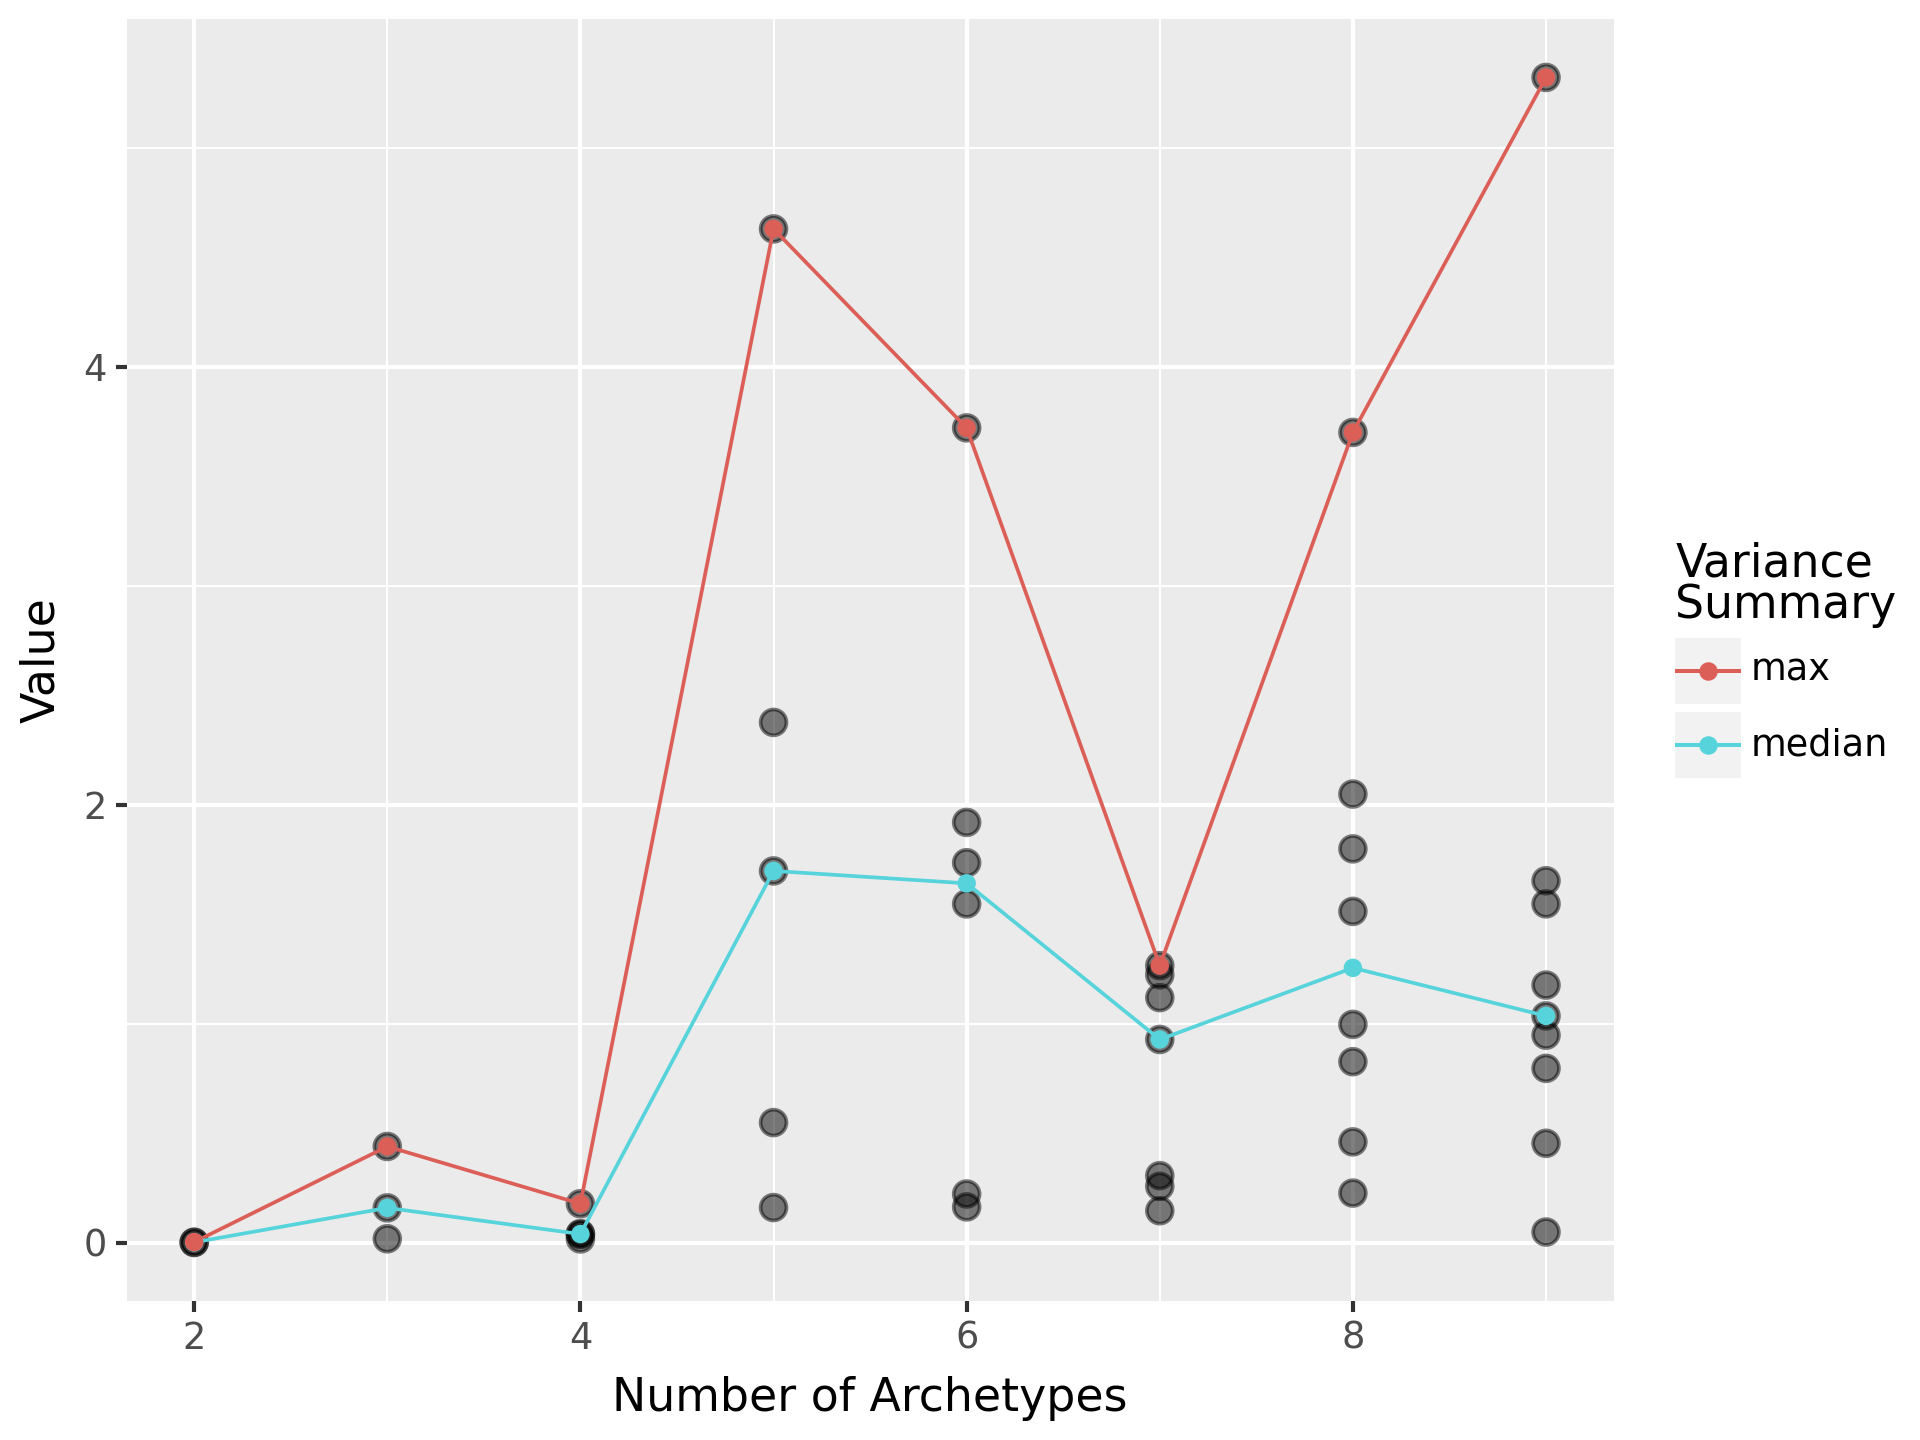 4
2
0
2
4
6
8
Value
Number of Archetypes
Variance
Summary
max
median